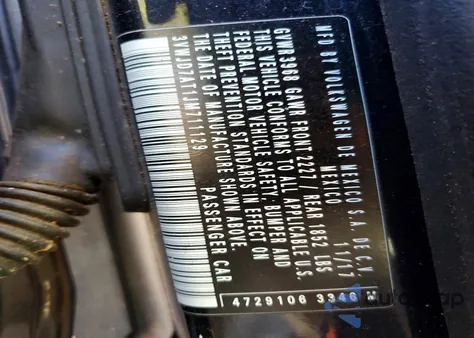 MFD BY VOLKSWAGEN DE MEXICO S.A. DE C.V.
MEXICO 11/17
GVWR 3968 GAWR FRONT 2227// REAR 1852 LBS
THIS VEHICLE CONFORMS TO ALL APPLICABLE U.S.
FEDERAL MOTOR VEHICLE SAFETY, BUMPER AND
THEFT PREVENTION STANDARDS IN EFFECT ON
THE DATE OF MANUFACTURE SHOWN ABOVE.
PASSENGER CAR
4729106 3346 M